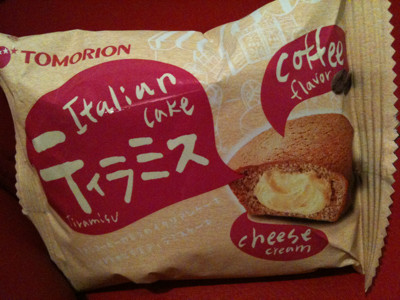 TOMORION
Italian
cake
ティラミス
tiramisu
coffee
flavor
cheese
cream